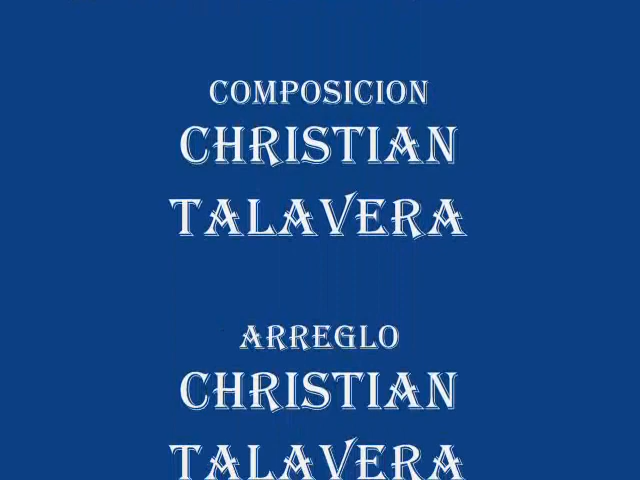 COMPOSICION
CHRISTIAN
TALAVERA
ARREGLO
CHRISTIAN
TALAVERA